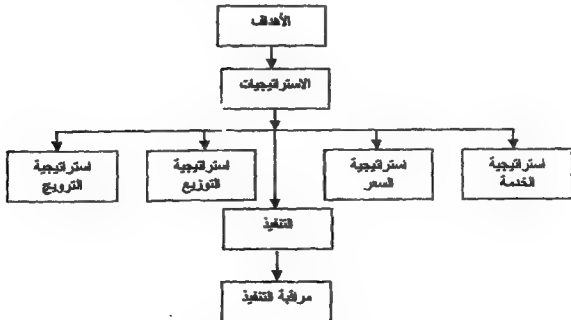 الأهداف
الاستراتيجيات
استراتيجية
الخدمة
استراتيجية
السعر
استراتيجية
التوزيع
استراتيجية
الترويج
التنفيذ
مراقبة التنفيذ